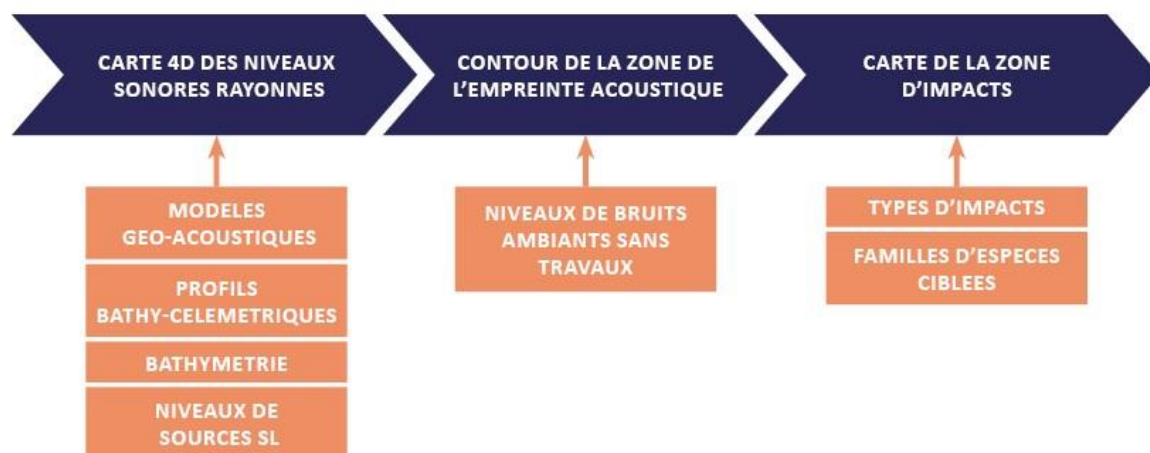 CARTE 4D DES NIVEAUX
SONORES RAYONNES
CONTOUR DE LA ZONE DE
L'EMPREINTE ACOUSTIQUE
CARTE DE LA ZONE
D'IMPACTS
MODELES
GEO-ACOUSTIQUES
PROFILS
BATHY-CELEMETRIQUES
BATHYMETRIE
NIVEAUX DE
SOURCES SL
NIVEAUX DE BRUITS
AMBIANTS SANS
TRAVAUX
TYPES D'IMPACTS
FAMILLES D'ESPECES
CIBLEES